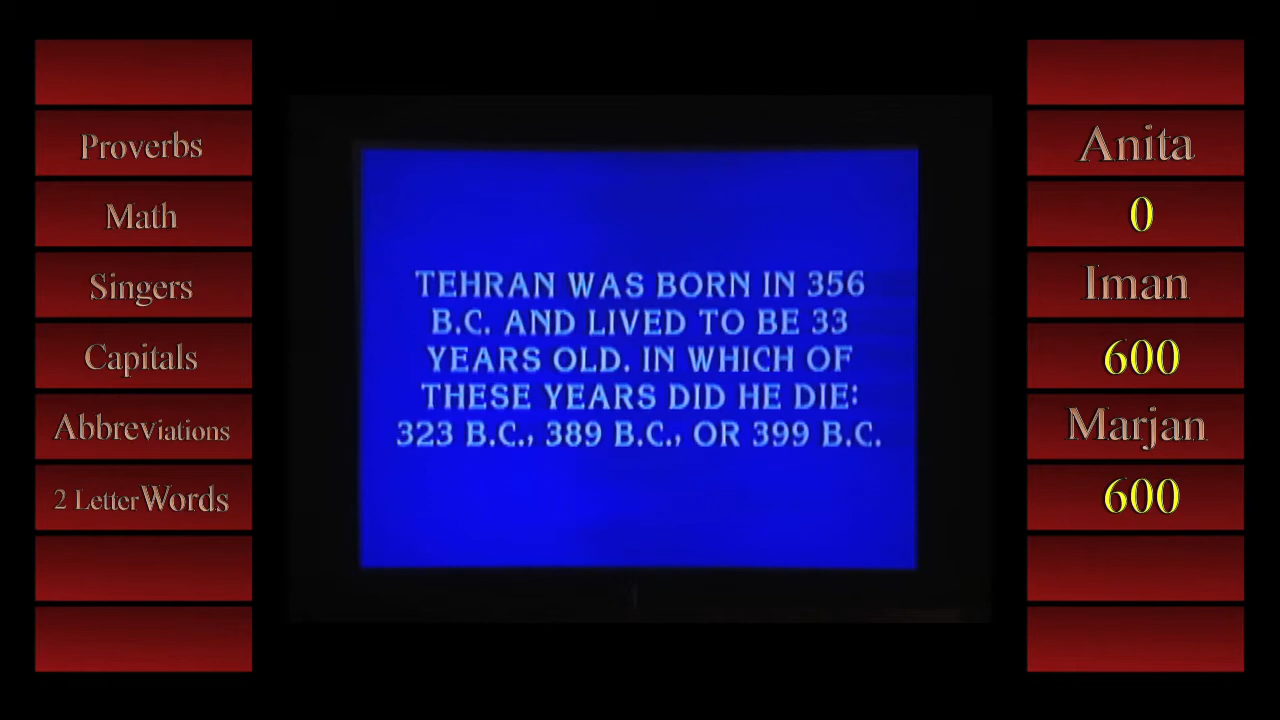 Proverbs
Math
Singers
Capitals
Abbreviations
2 Letter Words
TEHRAN WAS BORN IN 356
B.C. AND LIVED TO BE 33
YEARS OLD. IN WHICH OF
THESE YEARS DID HE DIE:
323 B.C., 389 B.C., OR 399 B.C.
Anita
0
Iman
600
Marjan
600